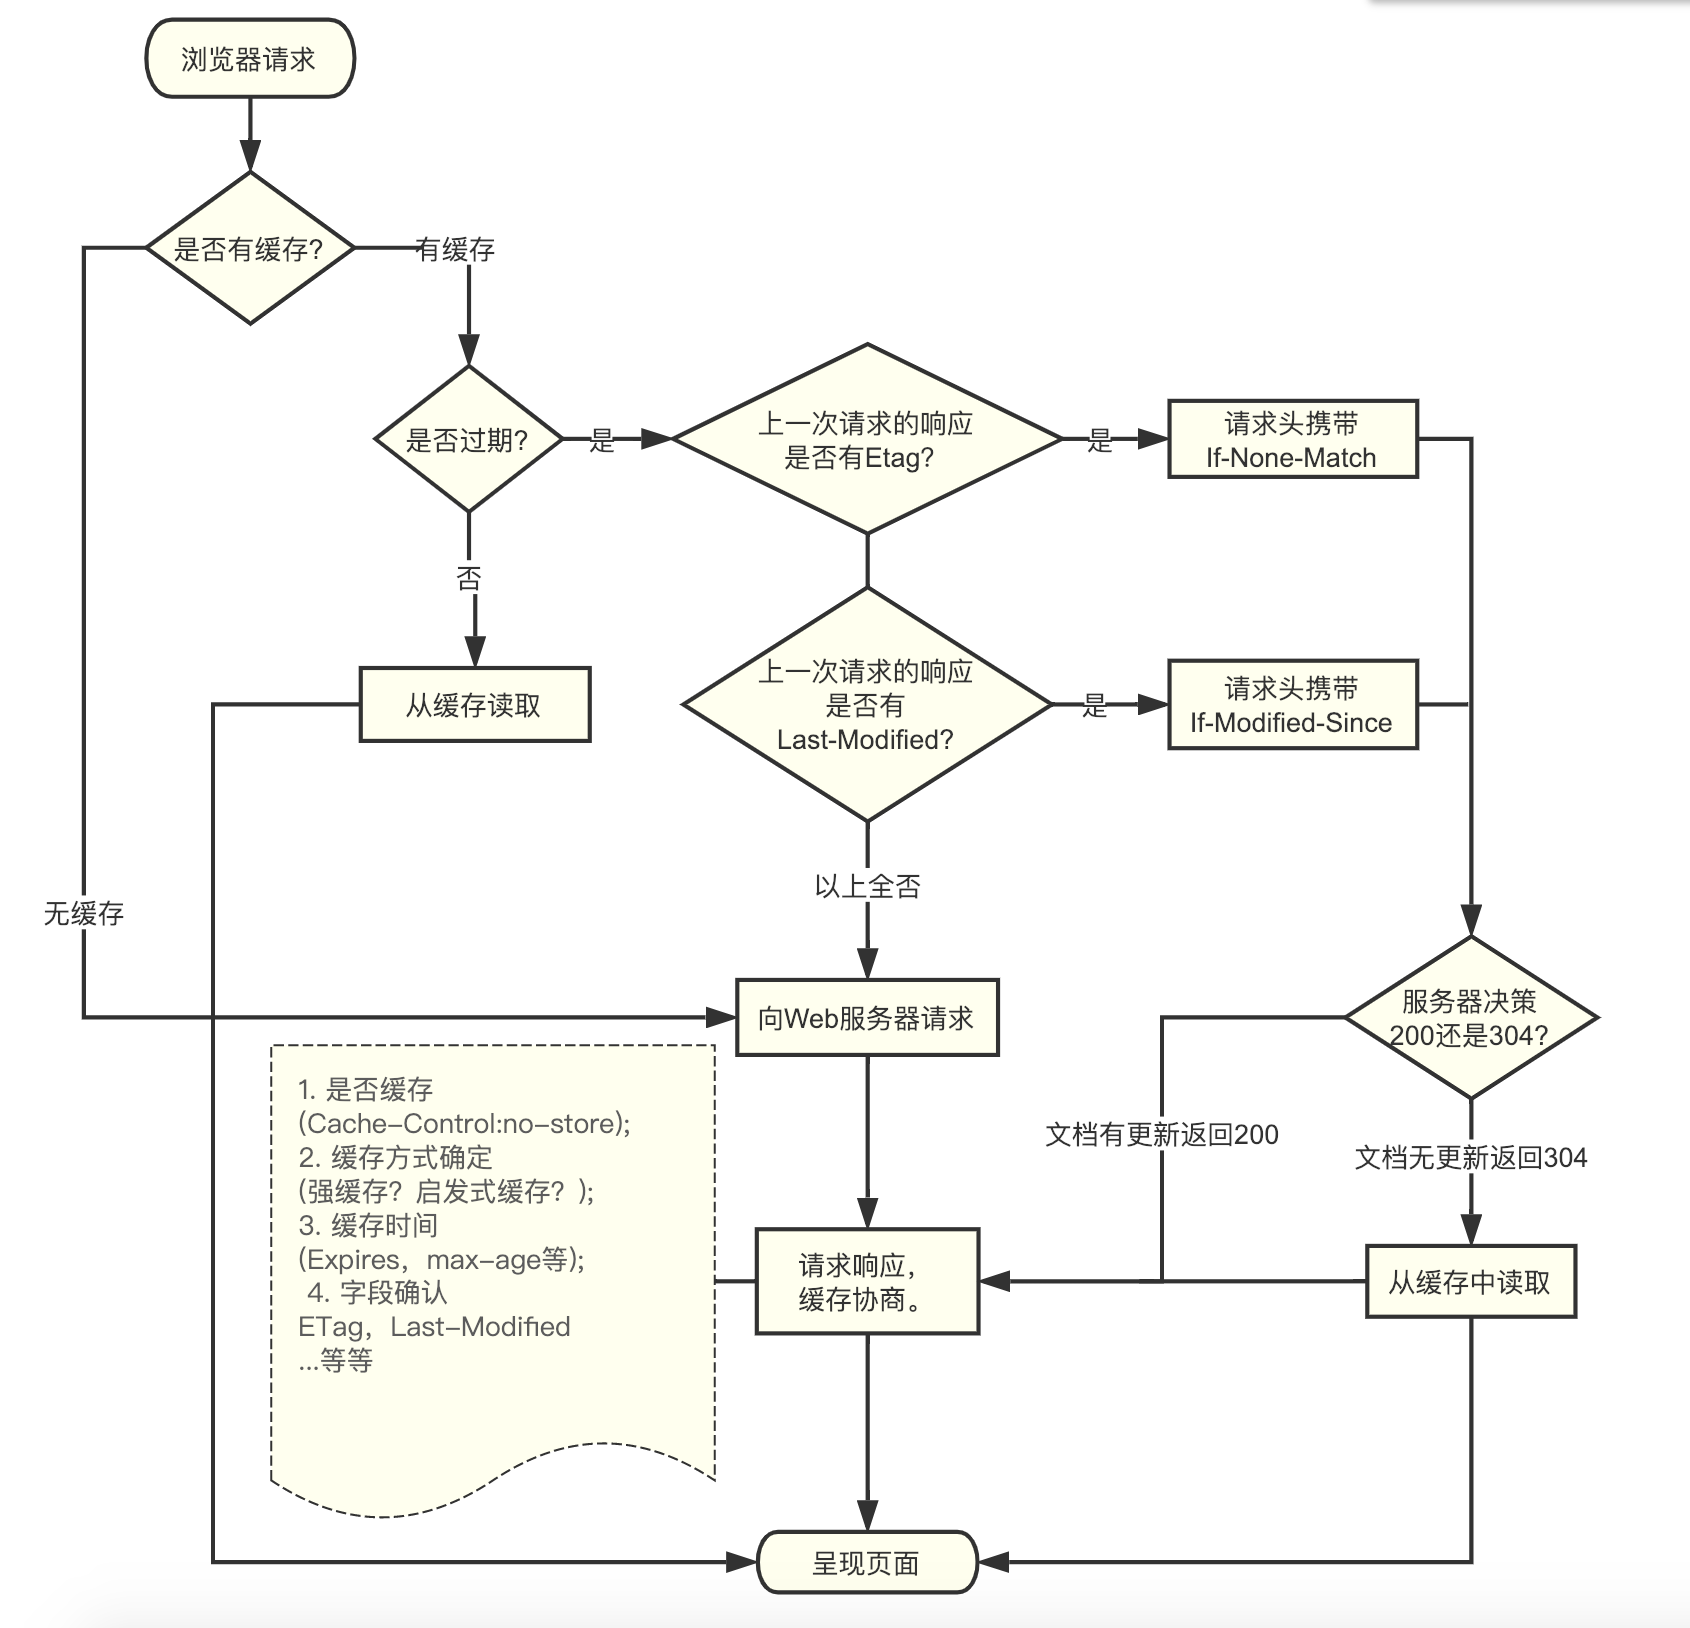 浏览器请求
是否有缓存?
有缓存
是否过期?
是
上一次请求的响应
是否有Etag?
是
请求头携带
If-None-Match
否
从缓存读取
上一次请求的响应
是否有
Last-Modified?
是
请求头携带
If-Modified-Since
以上全否
无缓存
向Web服务器请求
服务器决策
200还是304?
1. 是否缓存
(Cache-Control:no-store);
2. 缓存方式确定
(强缓存？启发式缓存？);
3. 缓存时间
(Expires，max-age等);
4. 字段确认
ETag，Last-Modified
...等等
文档有更新返回200
文档无更新返回304
请求响应，
缓存协商。
从缓存中读取
呈现页面